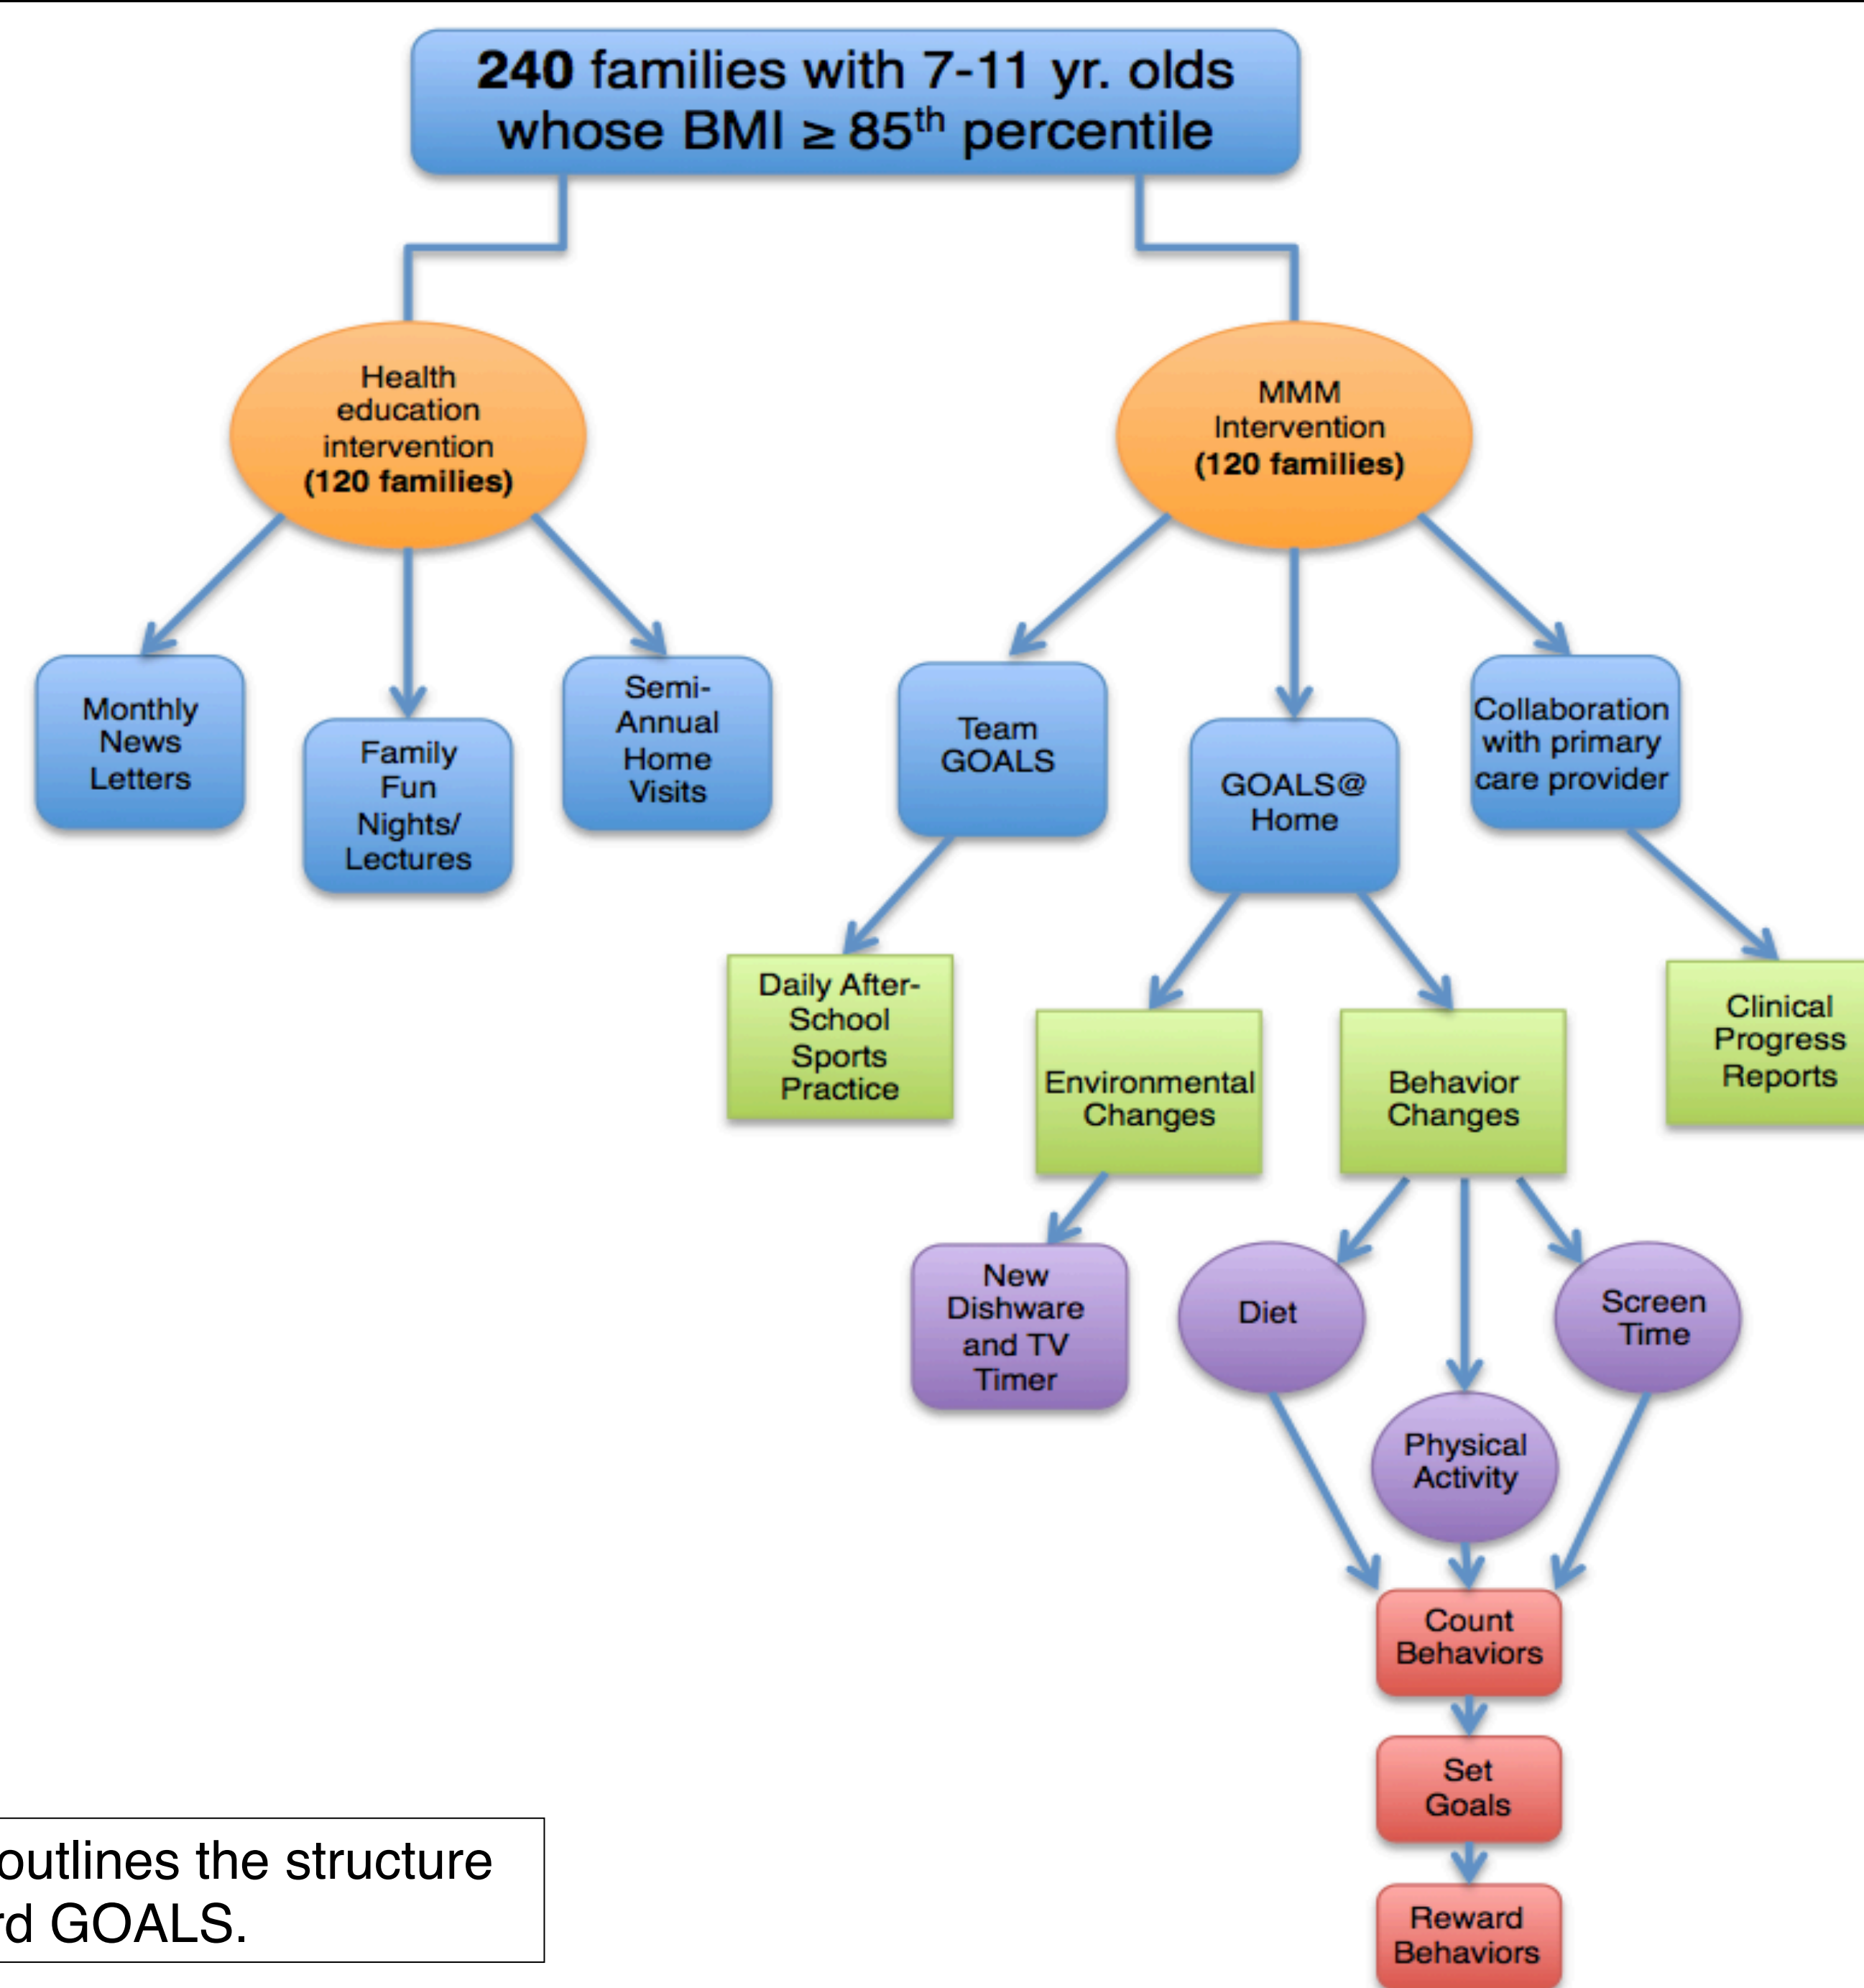 240 families with 7-11 yr. olds
whose BMI ≥ 85th percentile
Health
education
intervention
(120 families)
MMM
Intervention
(120 families)
Monthly
News
Letters
Family
Fun
Nights/
Lectures
Semi-
Annual
Home
Visits
Team
GOALS
GOALS@
Home
Collaboration
with primary
care provider
Daily After-
School
Sports
Practice
Environmental
Changes
Behavior
Changes
Clinical
Progress
Reports
New
Dishware
and TV
Timer
Diet
Screen
Time
Physical
Activity
Count
Behaviors
Set
Goals
Reward
Behaviors
outlines the structure
GOALS.